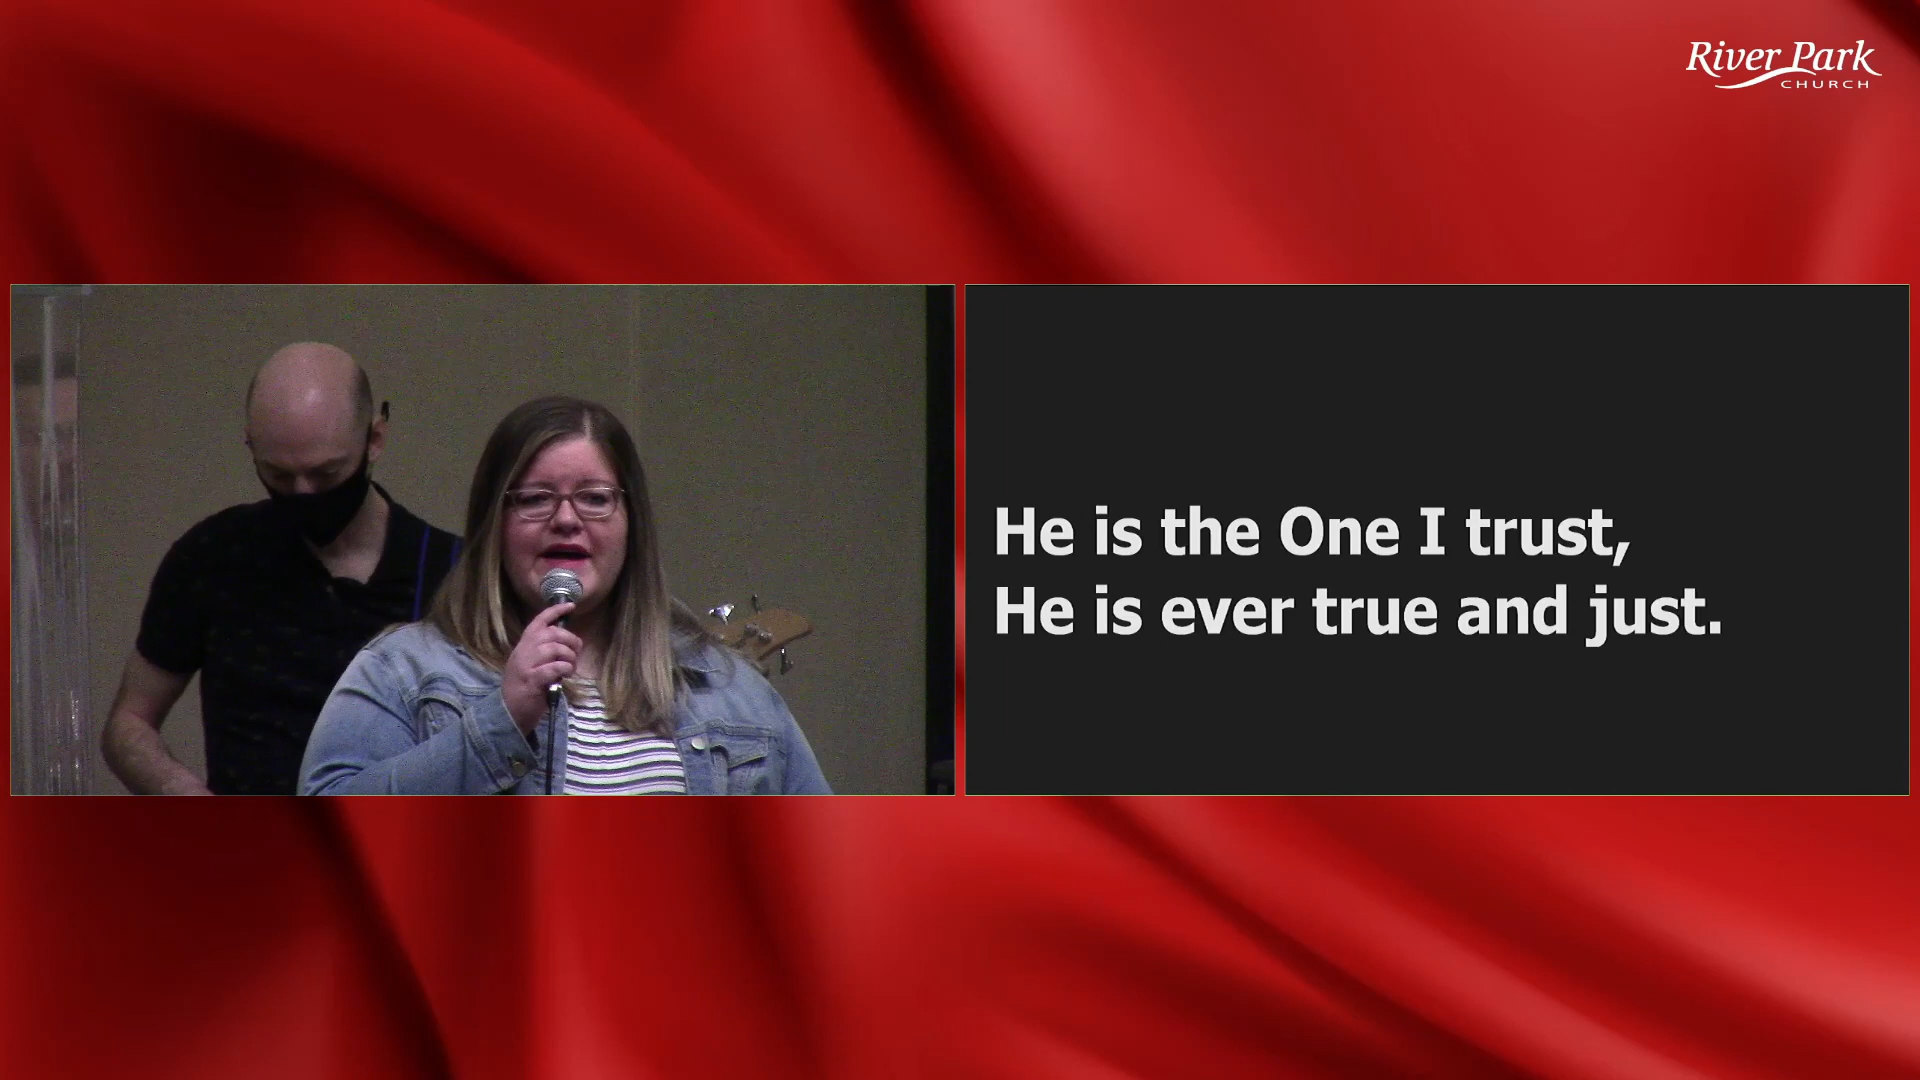 River Park
CHURCH
He is the One I trust,
He is ever true and just.